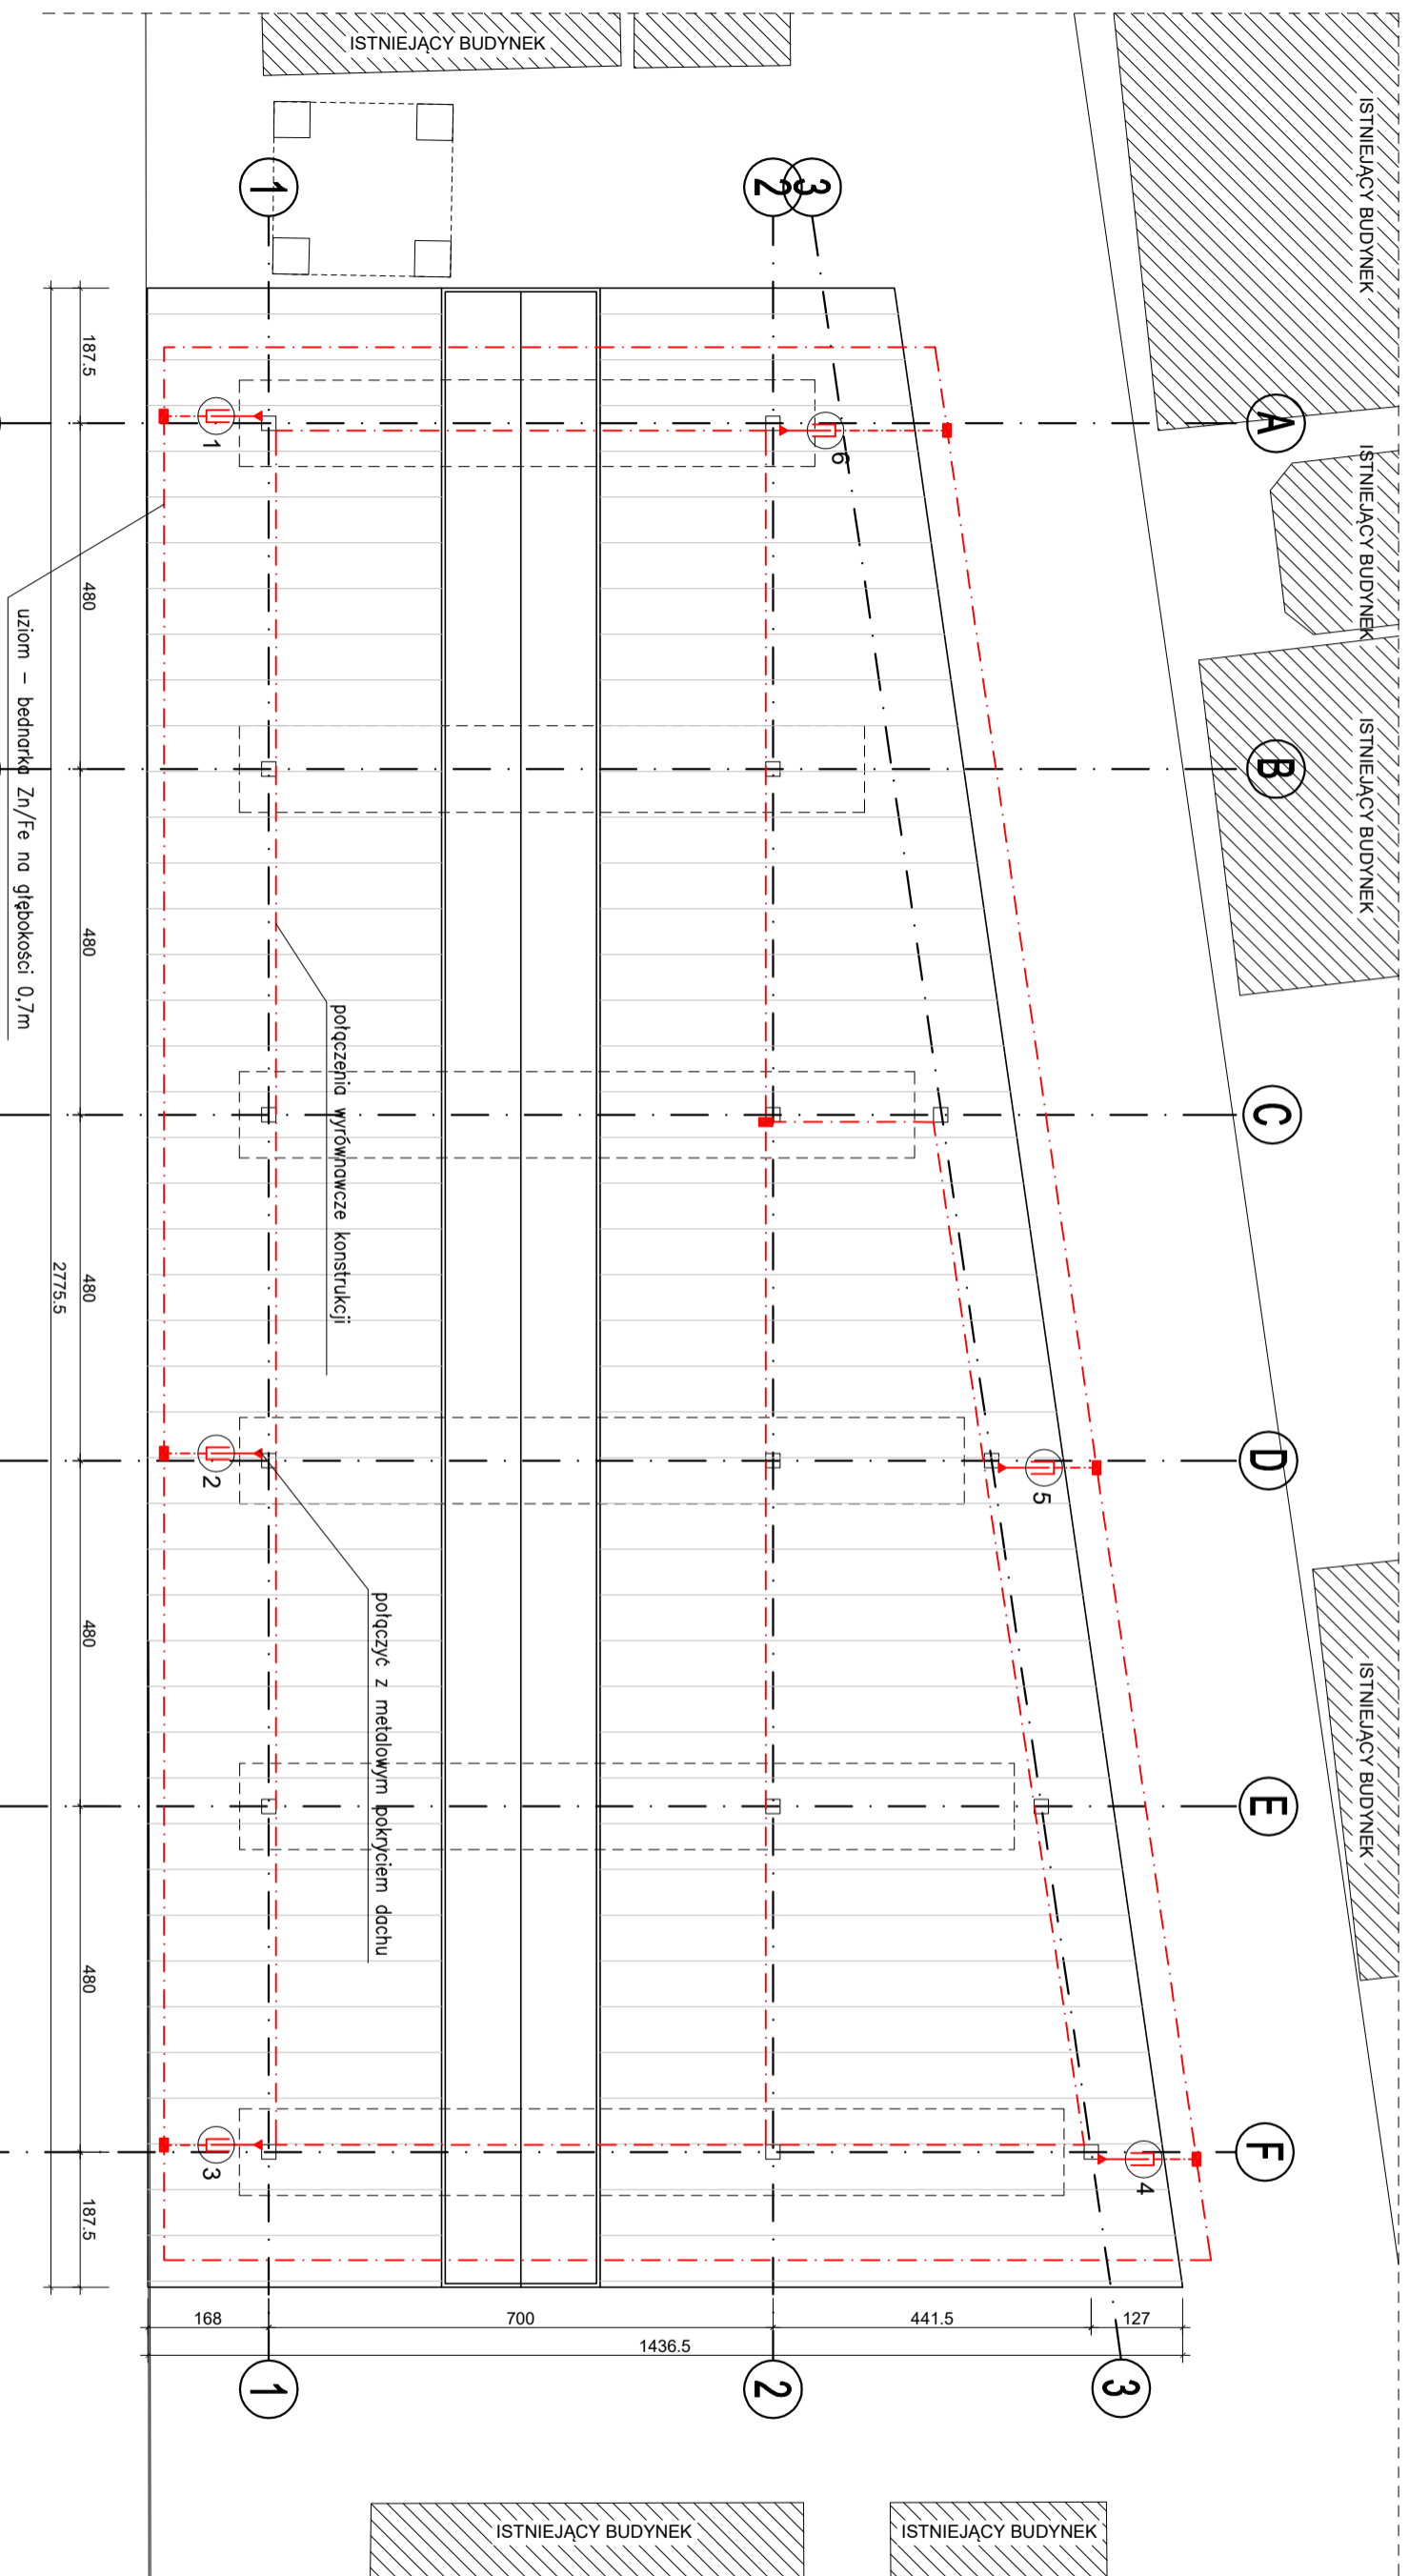 ISTNIEJĄCY BUDYNEK
ISTNIEJĄCY BUDYNEK
ISTNIEJĄCY BUDYNEK
ISTNIEJĄCY BUDYNEK
ISTNIEJĄCY BUDYNEK
1
2
3
A
B
C
D
E
F
1
6
2
5
3
4
187.5
480
480
480
480
480
187.5
2775.5
uziom – bednarka Zn/Fe na głębokości 0,7m
połączenia wyrównawcze konstrukcji
połączyć z metalowym pokryciem dachu
168
700
441.5
127
1436.5
1
2
3
ISTNIEJĄCY BUDYNEK
ISTNIEJĄCY BUDYNEK